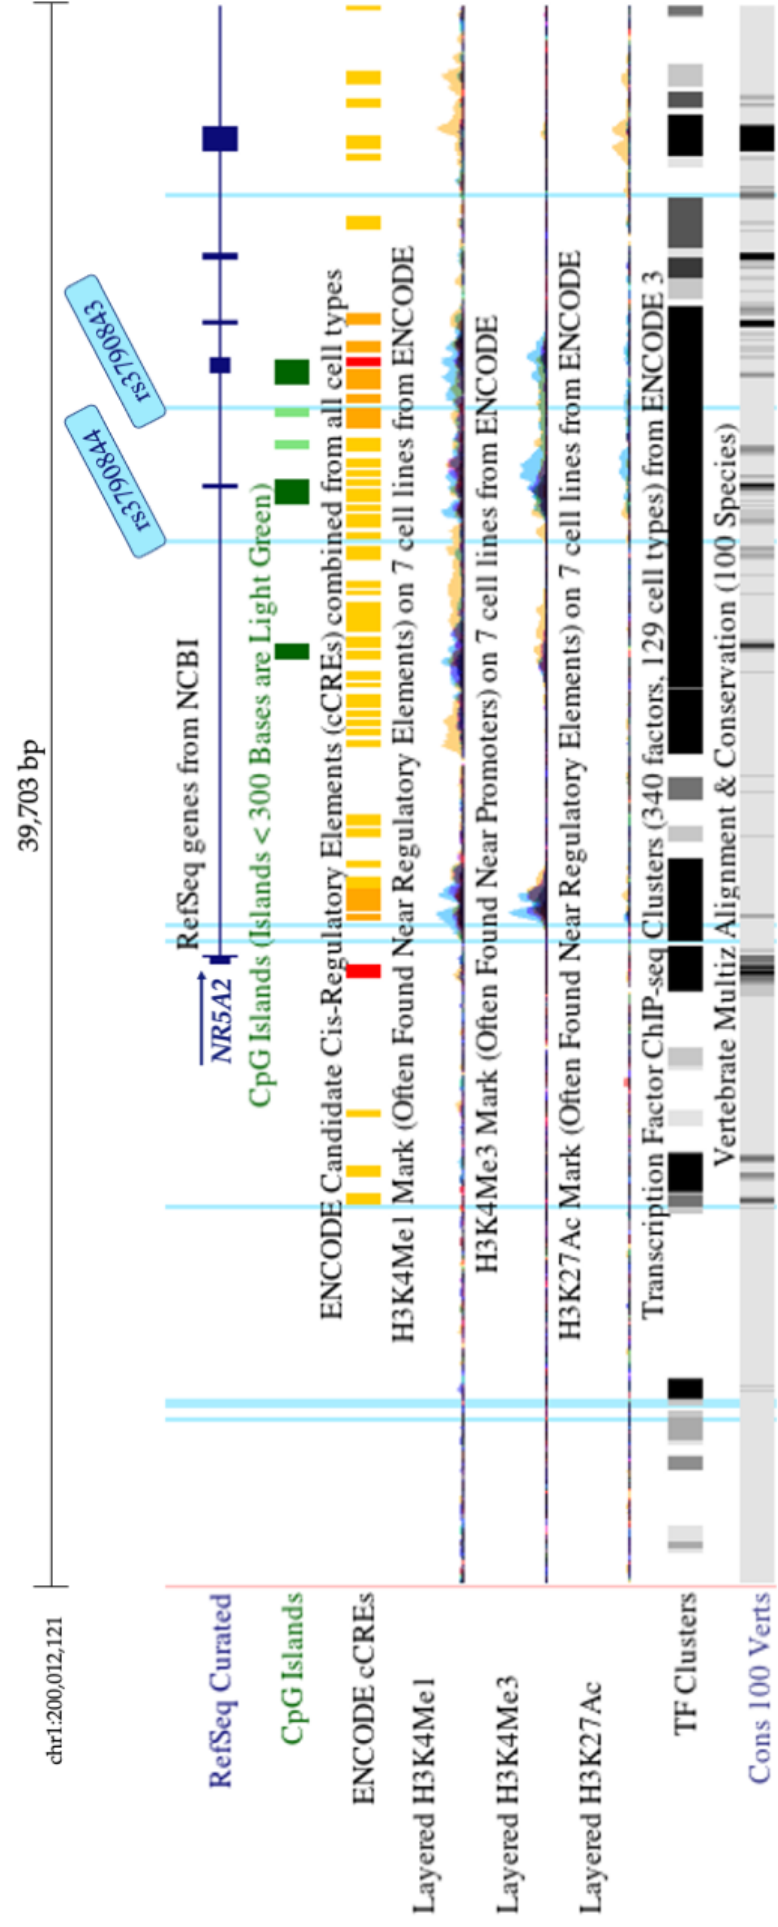 39,703 bp
chr1:200,012,121
rs3790844
rs3790843
RefSeq genes from NCBI
RefSeq Curated
NR5A2
CpG Islands (Islands < 300 Bases are Light Green)
CpG Islands
ENCODE Candidate Cis-Regulatory Elements (cCREs) combined from all cell types
ENCODE cCREs
H3K4Me1 Mark (Often Found Near Regulatory Elements) on 7 cell lines from ENCODE
Layered H3K4Me1
H3K4Me3 Mark (Often Found Near Promoters) on 7 cell lines from ENCODE
Layered H3K4Me3
H3K27Ac Mark (Often Found Near Regulatory Elements) on 7 cell lines from ENCODE
Layered H3K27Ac
Transcription Factor ChIP-seq Clusters (340 factors, 129 cell types) from ENCODE 3
TF Clusters
Vertebrate Multiz Alignment & Conservation (100 Species)
Cons 100 Verts